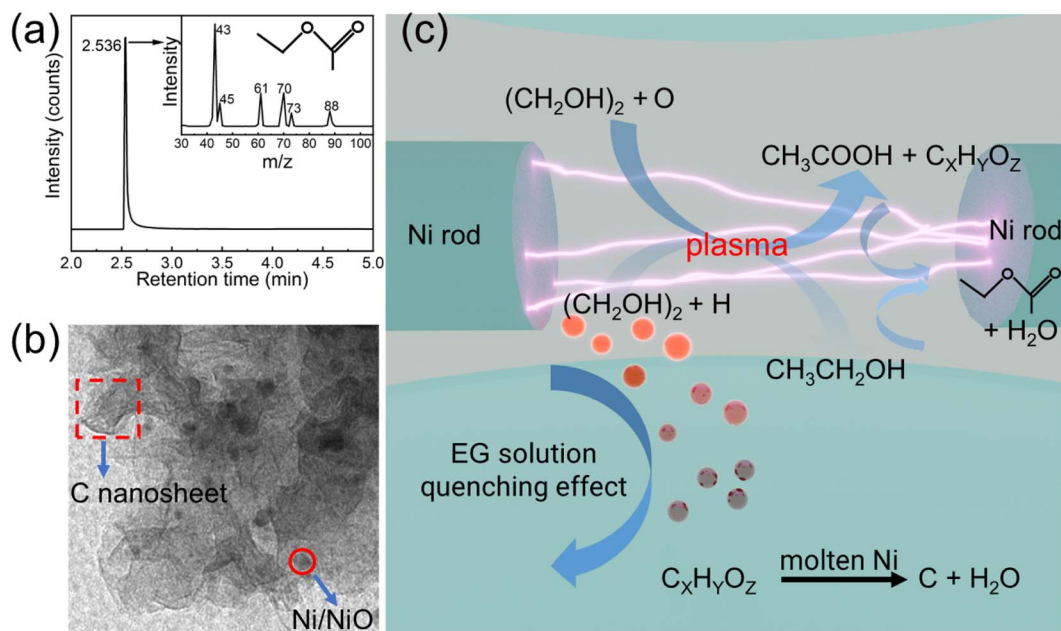 (a)
Intensity (counts)
2.536
Intensity
43
45
61
70
73
88
O
O
30 40 50 60 70 80 90 100
m/z
2.0 2.5 3.0 3.5 4.0 4.5 5.0
Retention time (min)
(b)
C nanosheet
Ni/NiO
(c)
(CH₂OH)₂ + O
CH₃COOH + CₓHᵧO_Z
Ni rod
plasma
Ni rod
O
O
+ H₂O
(CH₂OH)₂ + H
CH₃CH₂OH
EG solution
quenching effect
CₓHᵧO_Z molten Ni C + H₂O